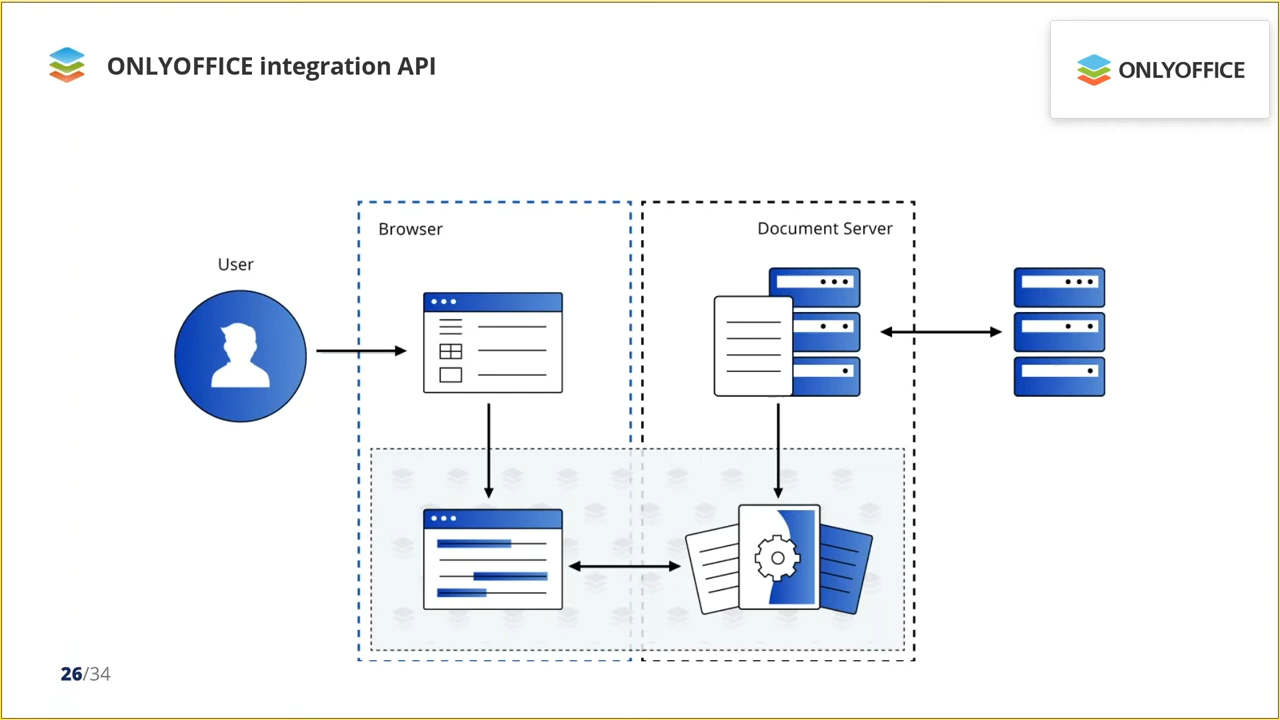 ONLYOFFICE integration API
ONLYOFFICE
Browser
Document Server
User
26/34